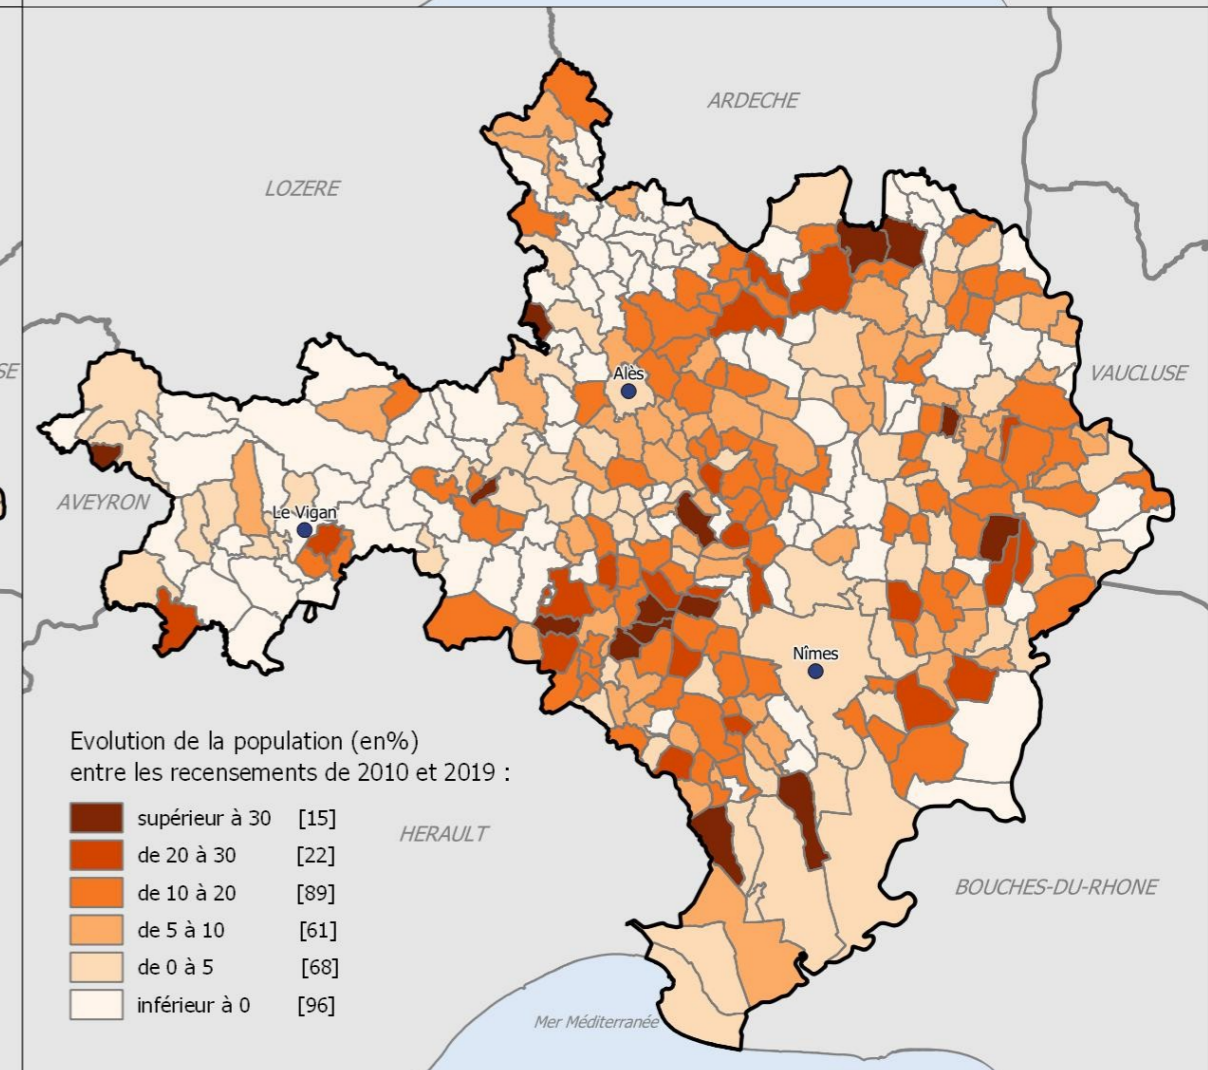 ARDECHE
LOZERE
SE
VAUCLUSE
Alès
AVEYRON
Le Vigan
Nîmes
Evolution de la population (en%)
entre les recensements de 2010 et 2019 :
supérieur à 30 [15]
de 20 à 30 [22]
de 10 à 20 [89]
de 5 à 10 [61]
de 0 à 5 [68]
inférieur à 0 [96]
HERAULT
BOUCHES-DU-RHONE
Mer Méditerranée